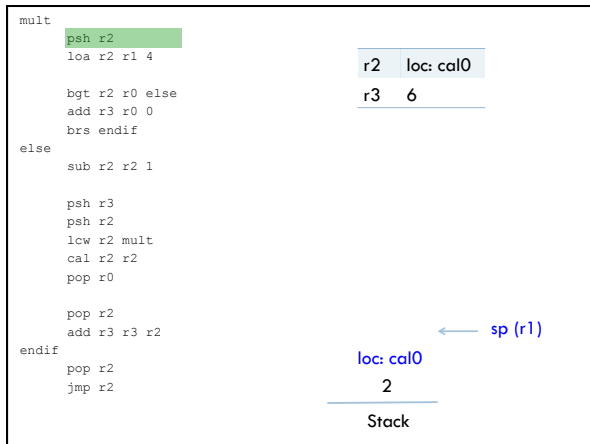 mult
psh r2
loa r2 r1 4
bgt r2 r0 else
add r3 r0 0
brs endif
else
sub r2 r2 1
psh r3
psh r2
lcw r2 mult
cal r2 r2
pop r0
pop r2
add r3 r3 r2
endif
pop r2
jmp r2
r2 loc: cal0
r3 6
sp (r1)
loc: cal0
2
Stack